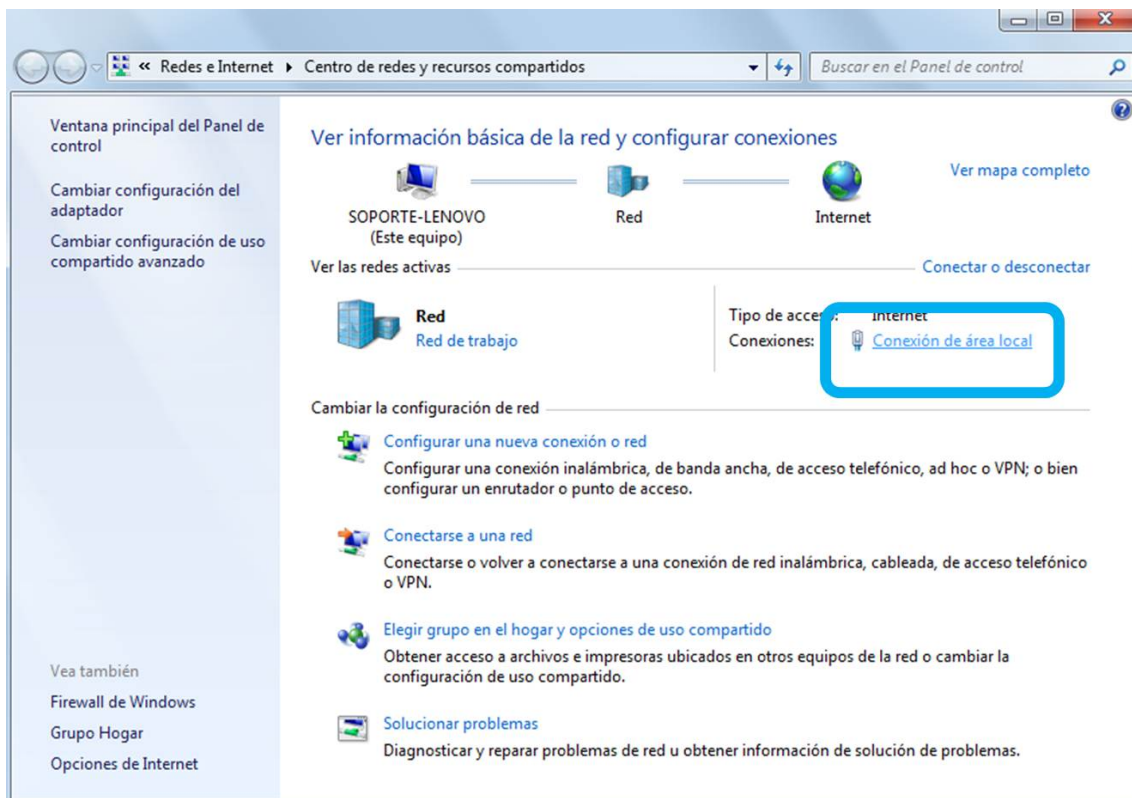 « Redes e Internet ▸ Centro de redes y recursos compartidos
Buscar en el Panel de control
Ventana principal del Panel de
control
Cambiar configuración del
adaptador
Cambiar configuración de uso
compartido avanzado
Ver información básica de la red y configurar conexiones
Ver mapa completo
SOPORTE-LENOVO
(Este equipo)
Red
Internet
Ver las redes activas
Conectar o desconectar
Red
Red de trabajo
Tipo de acceso: Internet
Conexiones: Conexión de área local
Cambiar la configuración de red
Configurar una nueva conexión o red
Configurar una conexión inalámbrica, de banda ancha, de acceso telefónico, ad hoc o VPN; o bien
configurar un enrutador o punto de acceso.
Conectarse a una red
Conectarse o volver a conectarse a una conexión de red inalámbrica, cableada, de acceso telefónico
o VPN.
Elegir grupo en el hogar y opciones de uso compartido
Obtener acceso a archivos e impresoras ubicados en otros equipos de la red o cambiar la
configuración de uso compartido.
Solucionar problemas
Diagnosticar y reparar problemas de red u obtener información de solución de problemas.
Vea también
Firewall de Windows
Grupo Hogar
Opciones de Internet